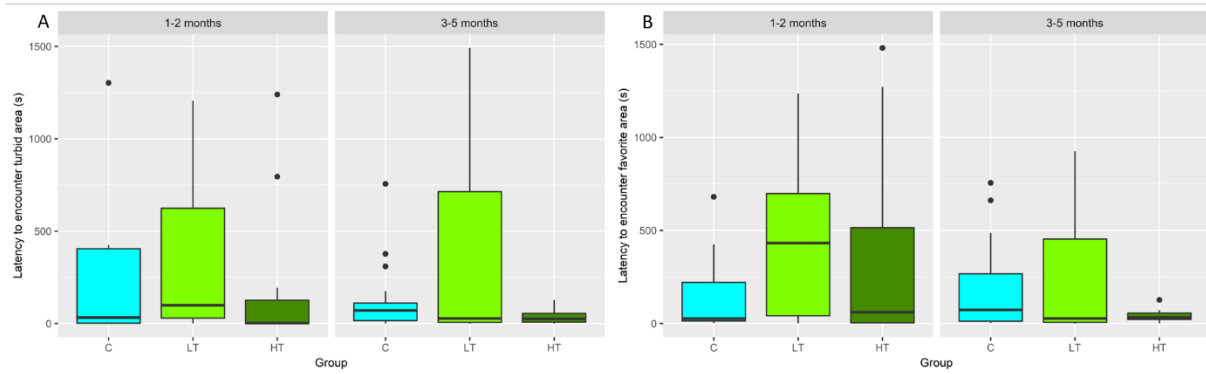 A
1-2 months
3-5 months
Latency to encounter turbid area (s)
1500
1000
500
0
C
LT
HT
C
LT
HT
Group
B
1-2 months
3-5 months
Latency to encounter favorite area (s)
1500
1000
500
0
C
LT
HT
C
LT
HT
Group